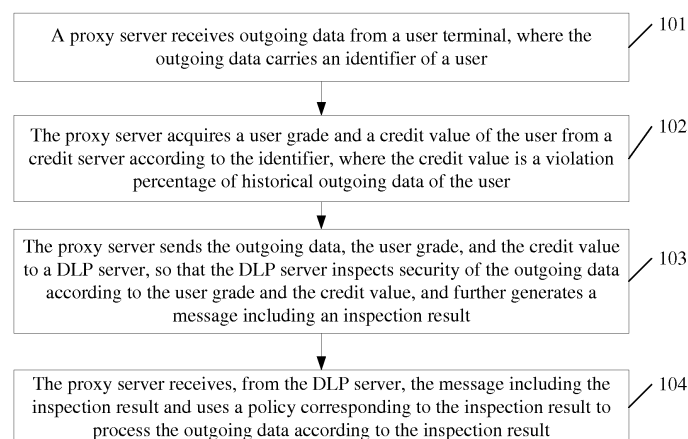 A proxy server receives outgoing data from a user terminal, where the
outgoing data carries an identifier of a user
101
The proxy server acquires a user grade and a credit value of the user from a
credit server according to the identifier, where the credit value is a violation
percentage of historical outgoing data of the user
102
The proxy server sends the outgoing data, the user grade, and the credit value
to a DLP server, so that the DLP server inspects security of the outgoing data
according to the user grade and the credit value, and further generates a
message including an inspection result
103
The proxy server receives, from the DLP server, the message including the
inspection result and uses a policy corresponding to the inspection result to
process the outgoing data according to the inspection result
104